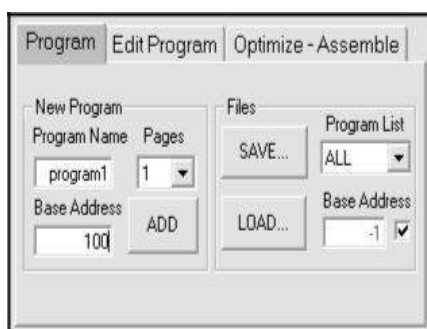 Program Edit Program Optimize - Assemble
New Program
Program Name Pages
program1 1
Base Address
100 ADD
Files
Program List
SAVE... ALL
Base Address
LOAD... -1